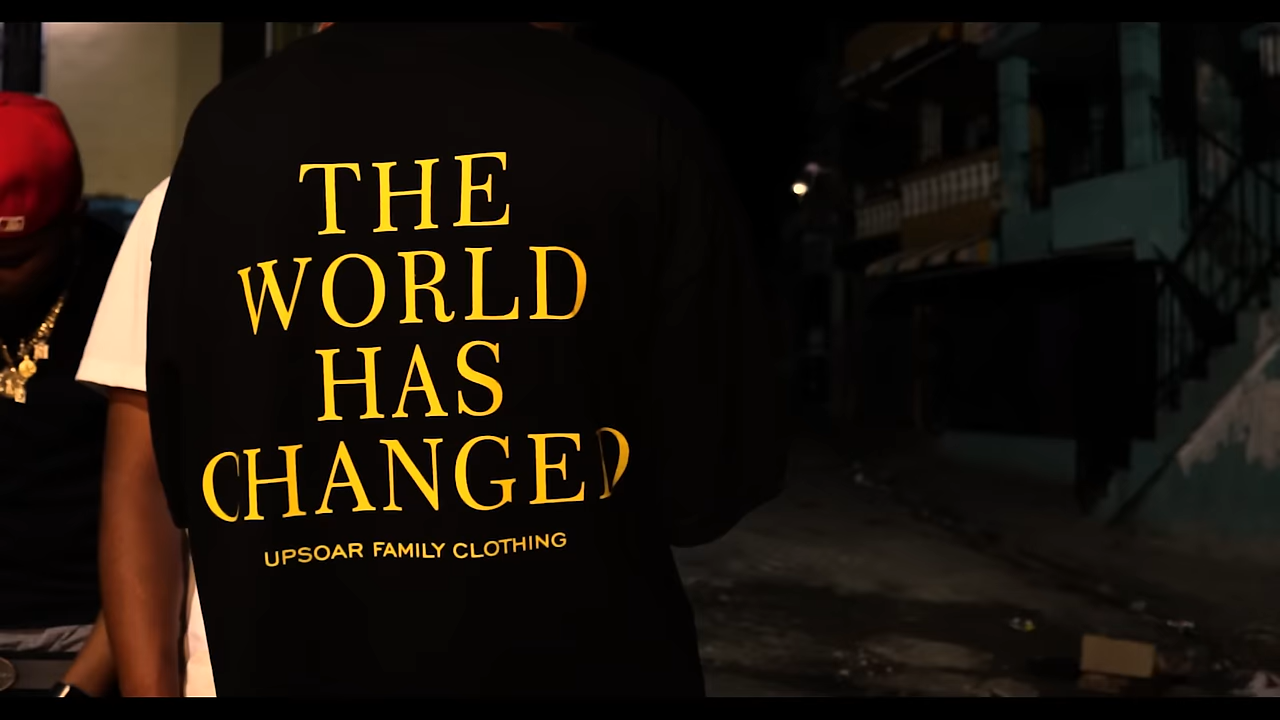 THE
WORLD
HAS
CHANGED
UPSOAR FAMILY CLOTHING